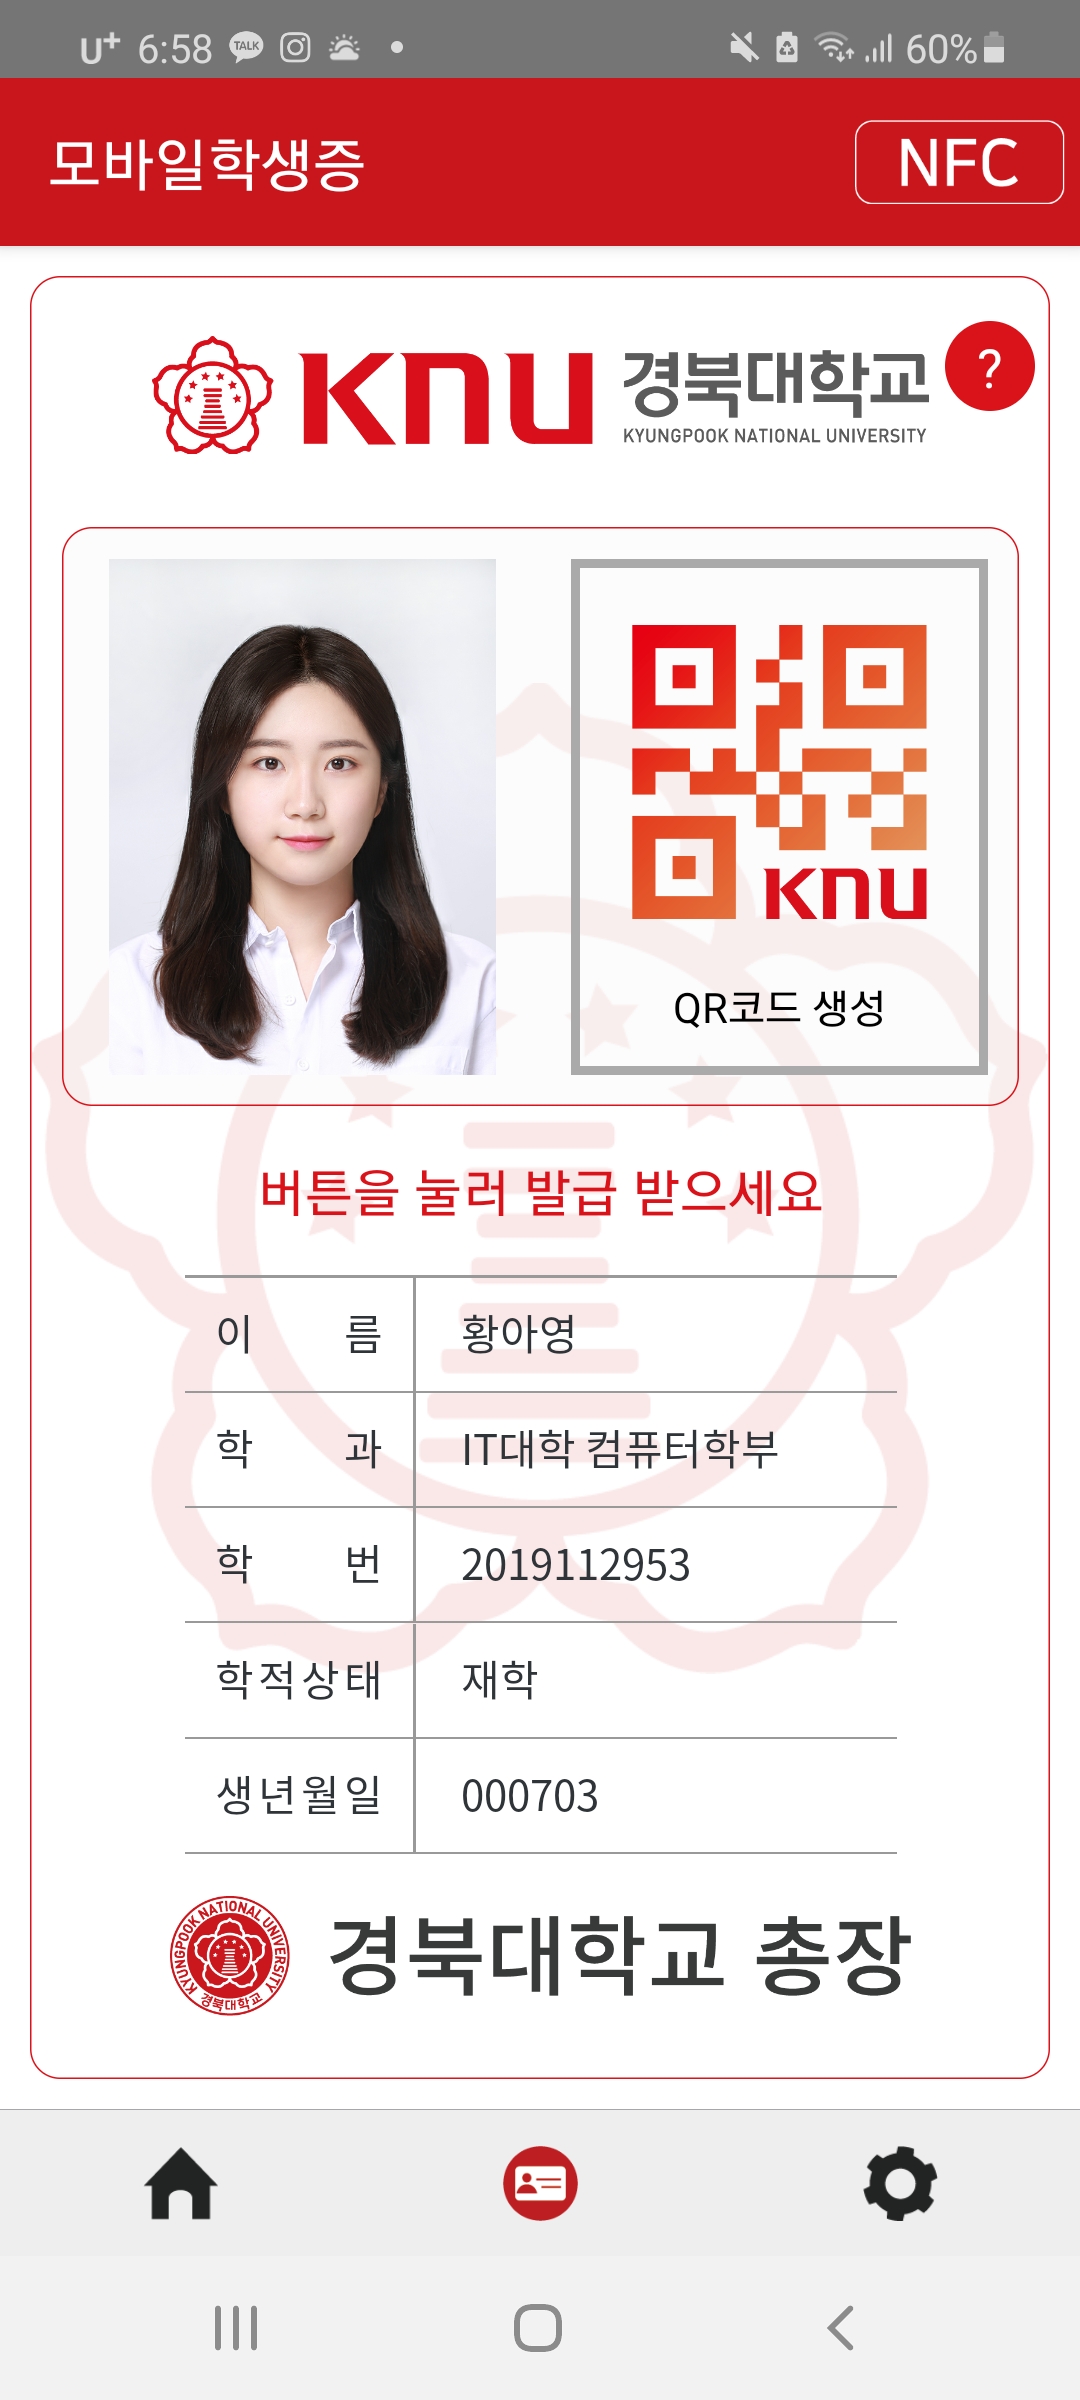 U+ 6:58 TALK 60%
모바일학생증 NFC
KNU 경북대학교 ?
KYUNGPOOK NATIONAL UNIVERSITY
KNU
QR코드 생성
버튼을 눌러 발급 받으세요
이 름 황아영
학 과 IT대학 컴퓨터학부
학 번 2019112953
학적상태 재학
생년월일 000703
KYUNGPOOK NATIONAL UNIVERSITY
경북대학교
경북대학교 총장